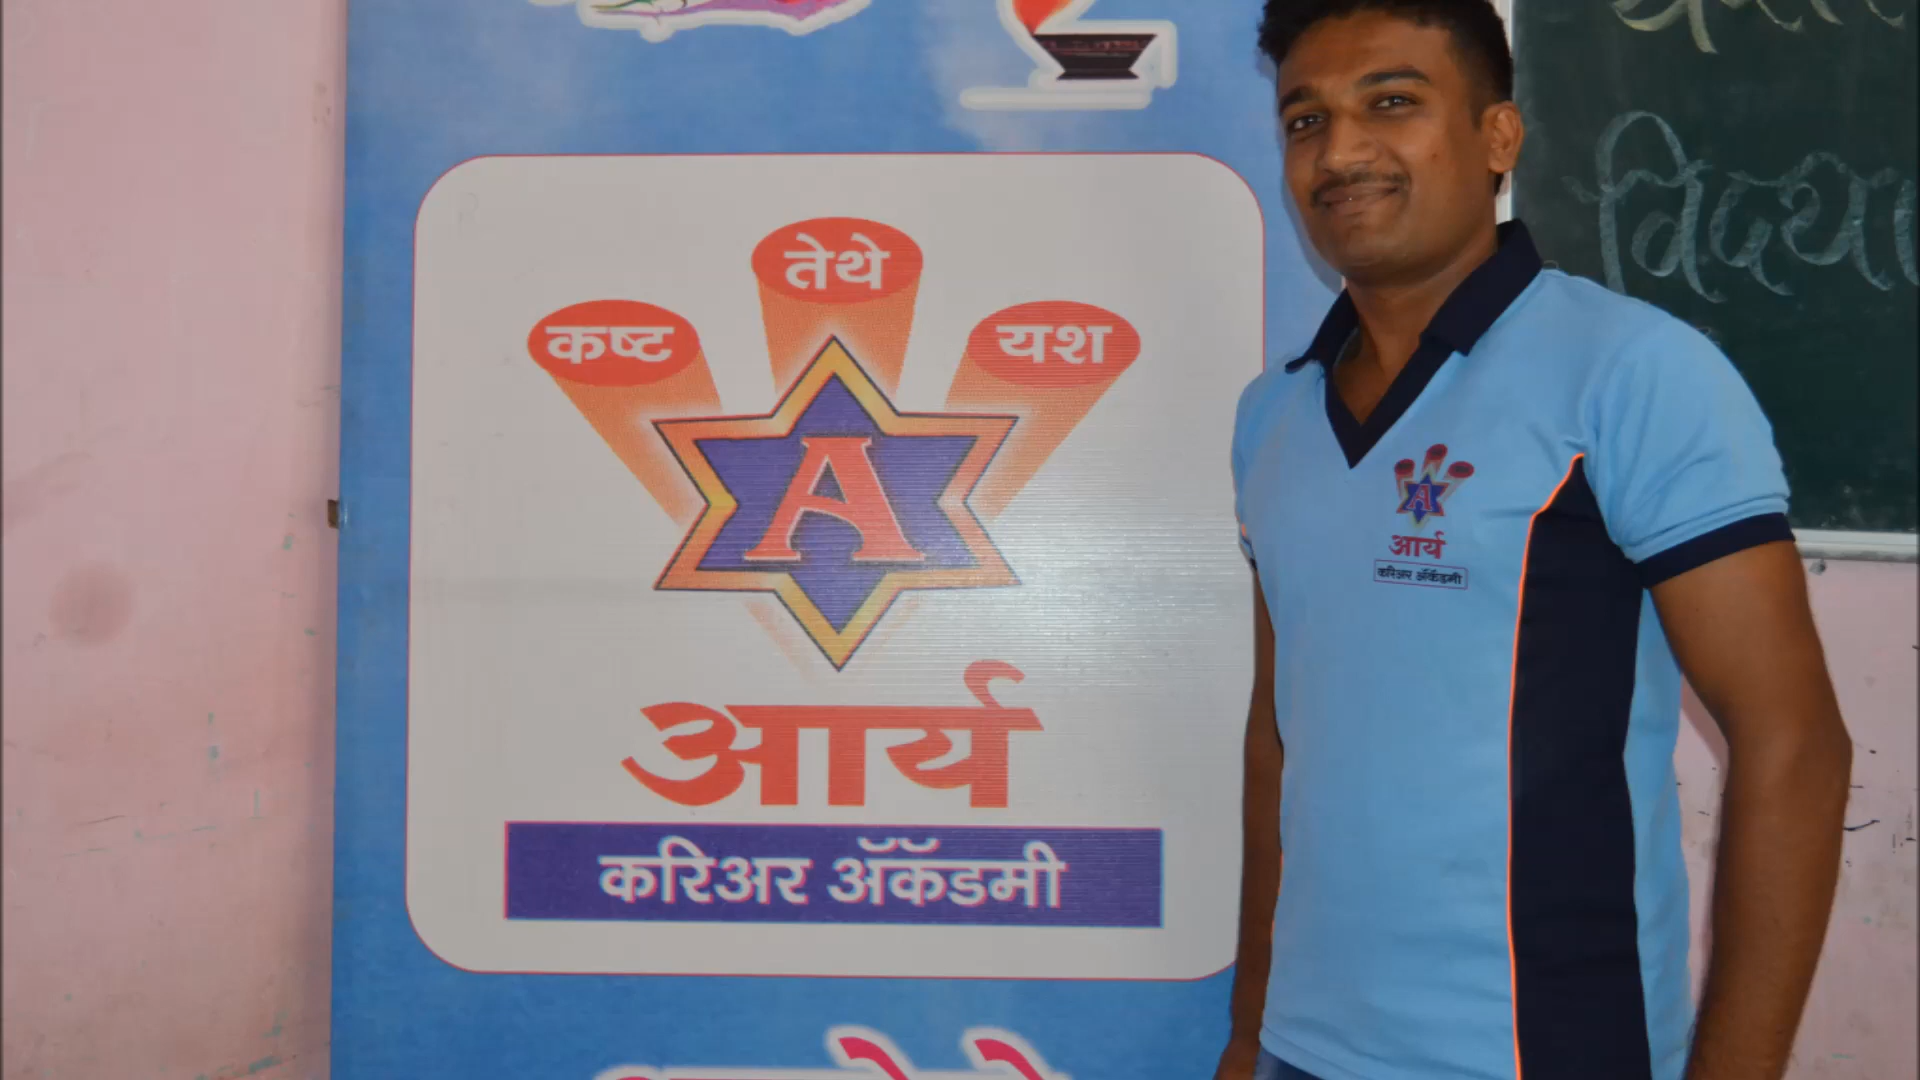 तेथे
कष्ट
यश
A
आर्य
करिअर ॲकॅडमी
A
आर्य
करिअर ॲकॅडमी
विद्या